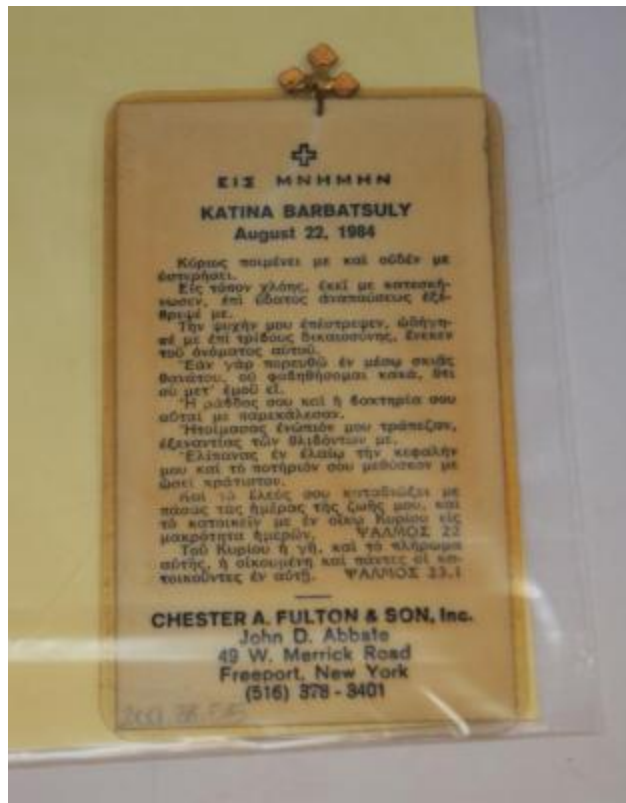 ΕΙΣ ΜΝΗΜΗΝ
KATINA BARBATSULY
August 22, 1984
Κύριος ποιμένει με καὶ οὐδέν με
ὑστερήσει.
Εἰς τόπον χλόης, ἐκεῖ με κατεσκή-
νωσεν, ἐπὶ ὕδατος ἀναπαύσεως ἐξέ-
θρεψέ με.
Τὴν ψυχήν μου ἐπέστρεψεν, ὡδήγη-
σέ με ἐπὶ τρίβους δικαιοσύνης, ἕνεκεν
τοῦ ὀνόματος αὐτοῦ.
Ἐὰν γὰρ πορευθῶ ἐν μέσῳ σκιᾶς
θανάτου, οὐ φοβηθήσομαι κακά, ὅτι
σὺ μετ' ἐμοῦ εἶ.
Ἡ ράβδος σου καὶ ἡ βακτηρία σου
αὗταί με παρεκάλεσαν.
Ἡτοίμασας ἐνώπιόν μου τράπεζαν,
ἐξεναντίας τῶν θλιβόντων με.
Ἐλίπανας ἐν ἐλαίῳ τὴν κεφαλήν
μου καὶ τὸ ποτήριόν σου μεθύσκον με
ὡσεὶ κράτιστον.
Καὶ τὸ ἔλεός σου καταδιώξει με
πάσας τὰς ἡμέρας τῆς ζωῆς μου, καὶ
τὸ κατοικεῖν με ἐν οἴκῳ Κυρίου εἰς
μακρότητα ἡμερῶν. ΨΑΛΜΟΣ 22
Τοῦ Κυρίου ἡ γῆ, καὶ τὸ πλήρωμα
αὐτῆς, ἡ οἰκουμένη καὶ πάντες οἱ κα-
τοικοῦντες ἐν αὐτῇ. ΨΑΛΜΟΣ 23.1
CHESTER A. FULTON & SON, Inc.
John D. Abbate
49 W. Merrick Road
Freeport, New York
(516) 378 - 3401